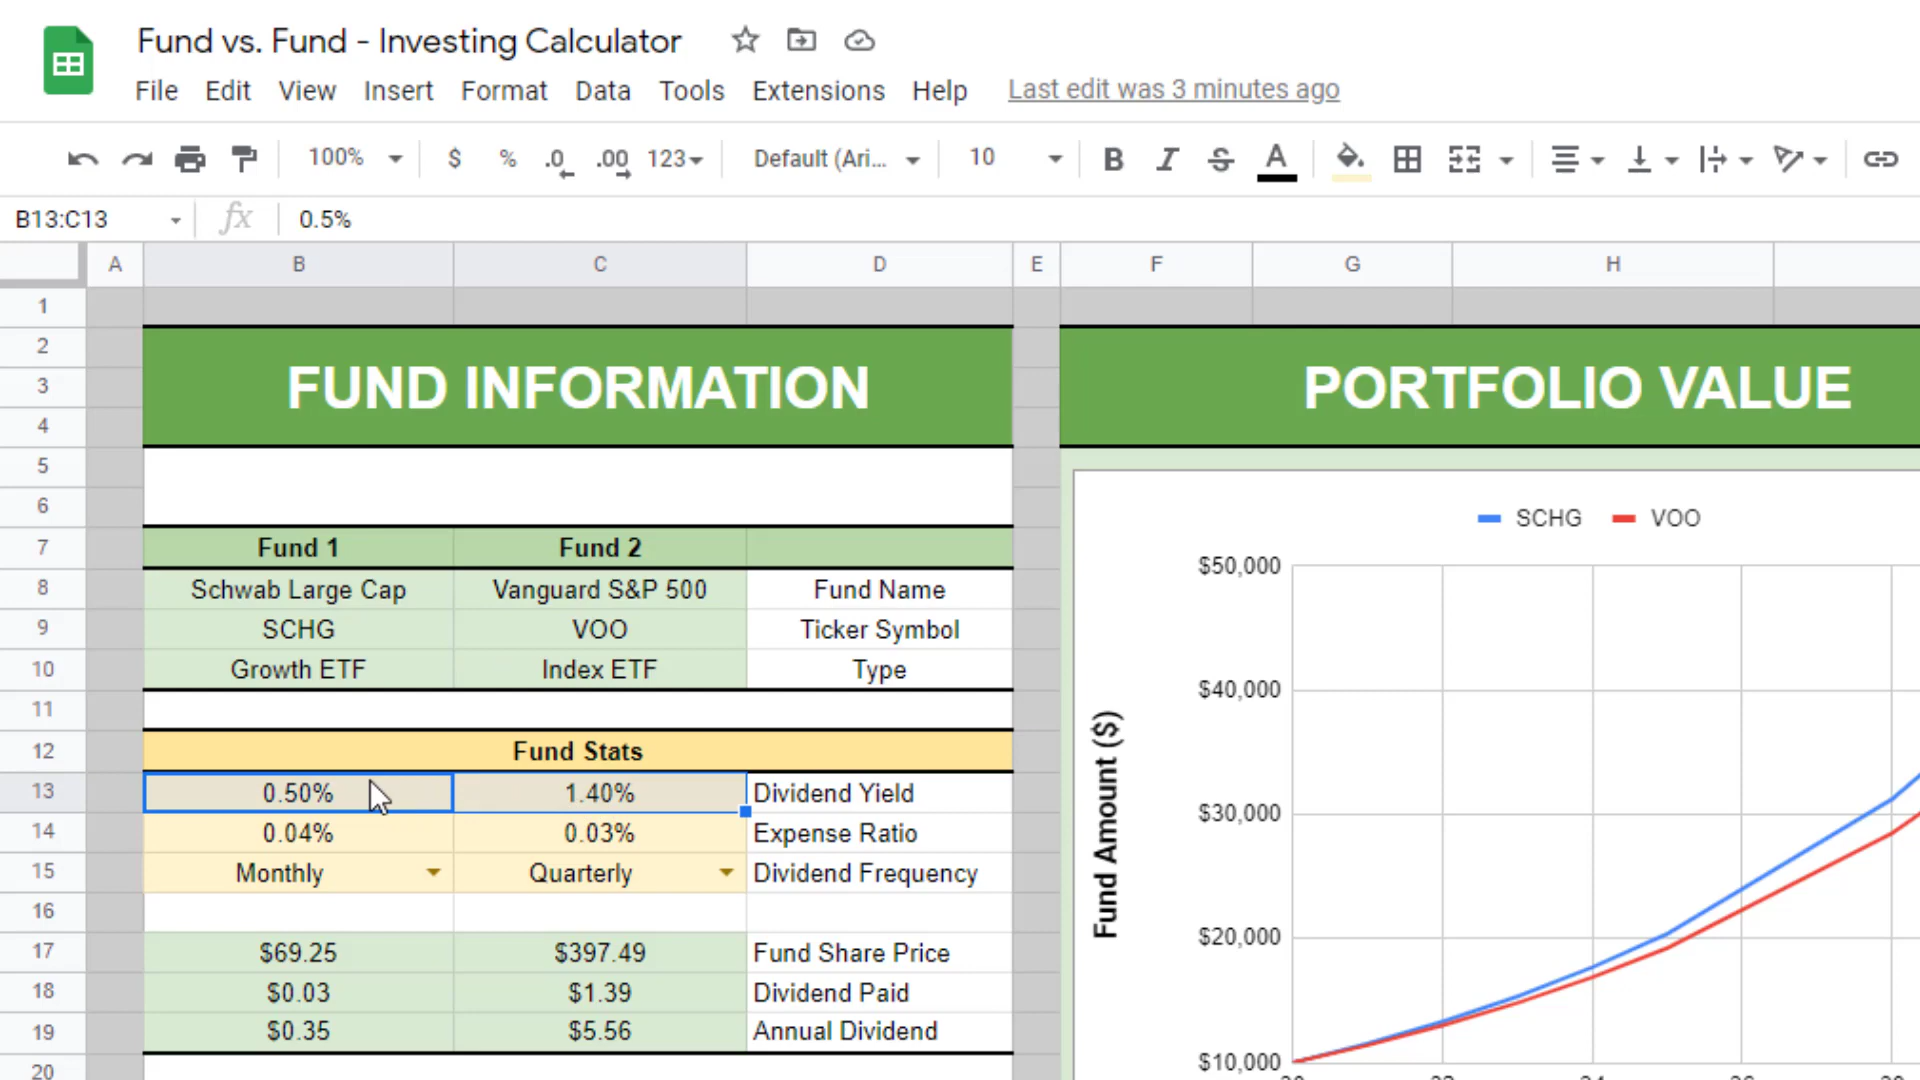 Fund vs. Fund - Investing Calculator
File Edit View Insert Format Data Tools Extensions Help Last edit was 3 minutes ago
100% $ % .0 .00 123 Default (Ari... 10 B I S A
B13:C13 fx 0.5%
A B C D E F G H
1
2
3 FUND INFORMATION PORTFOLIO VALUE
4
5
6
SCHG VOO
7 Fund 1 Fund 2
$50,000
8 Schwab Large Cap Vanguard S&P 500 Fund Name
9 SCHG VOO Ticker Symbol
10 Growth ETF Index ETF Type
$40,000
11
12 Fund Stats
13 0.50% 1.40% Dividend Yield
$30,000
14 0.04% 0.03% Expense Ratio
Fund Amount ($)
15 Monthly Quarterly Dividend Frequency
16
$20,000
17 $69.25 $397.49 Fund Share Price
18 $0.03 $1.39 Dividend Paid
19 $0.35 $5.56 Annual Dividend
$10,000
20